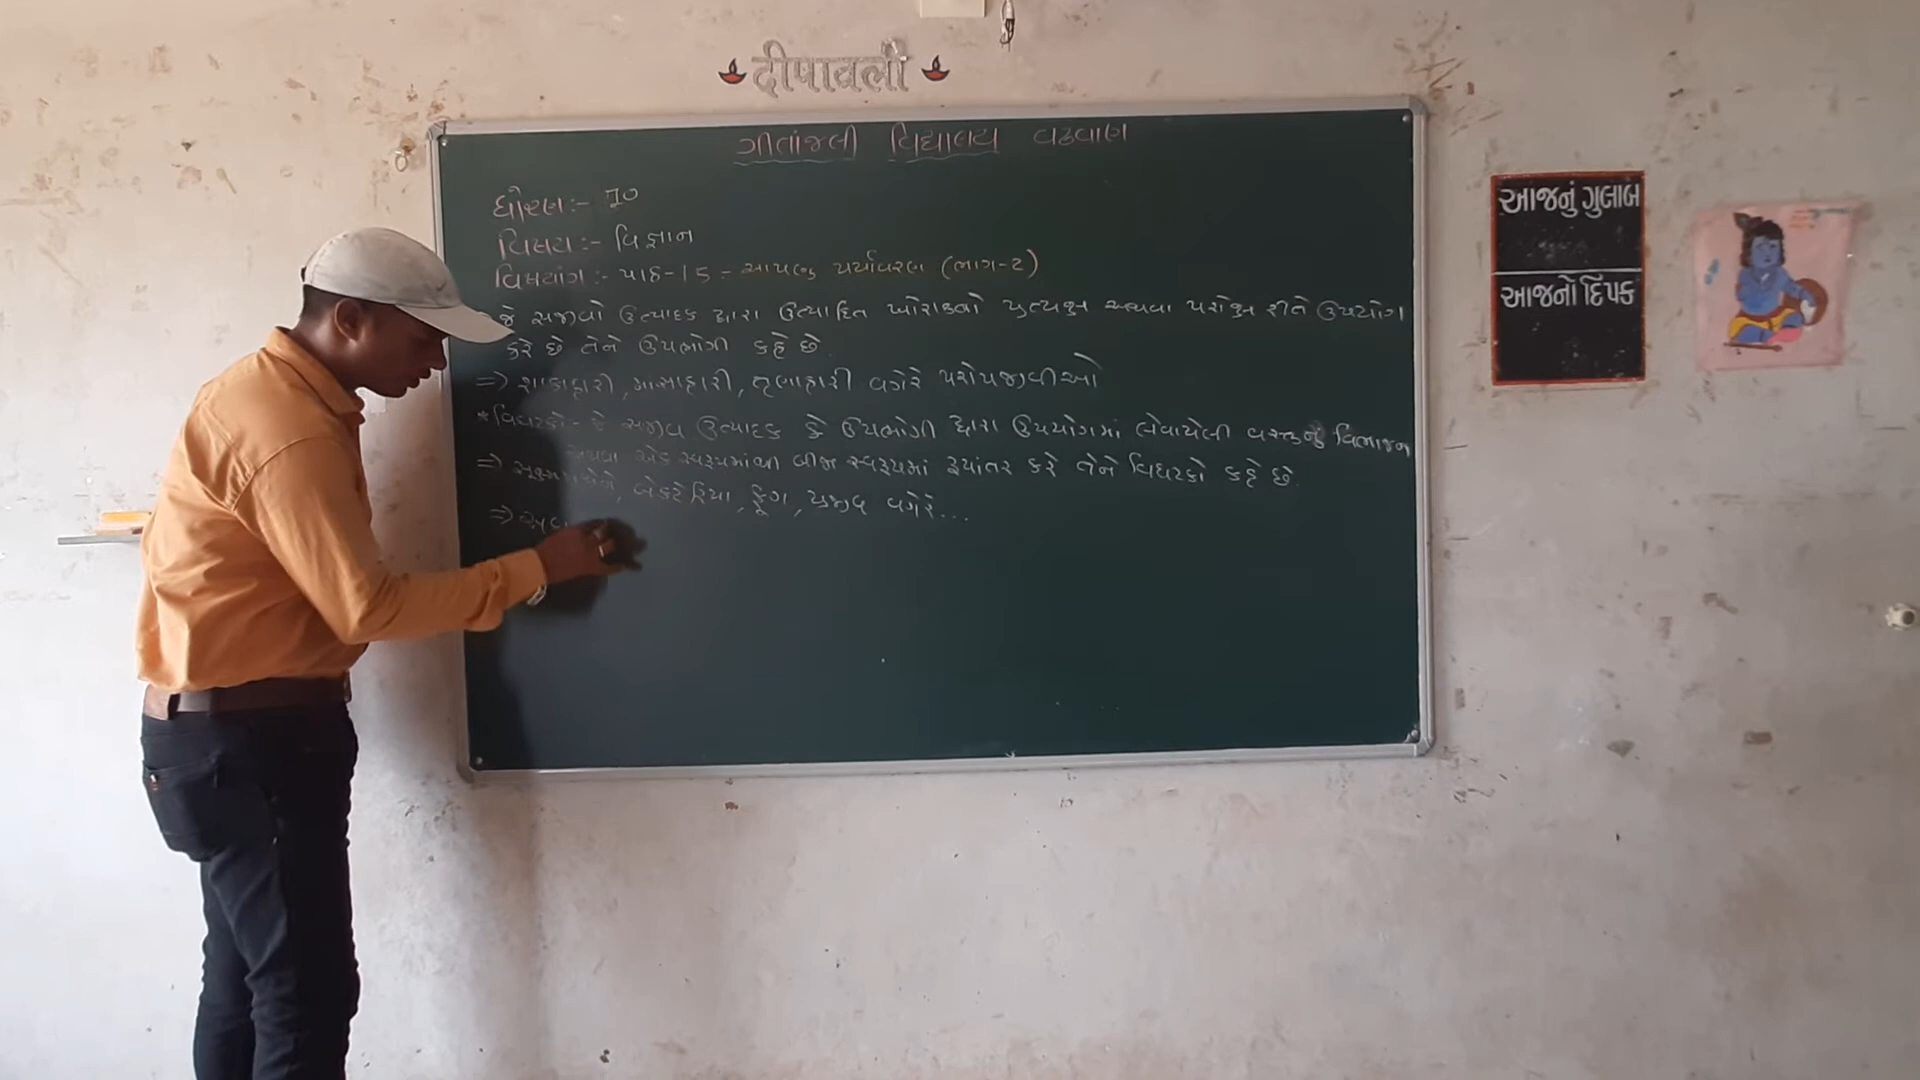 दीपावली
ગીતાંજલી વિદ્યાલય વઢવાણ
ધોરણ:- 10
વિષય:- વિજ્ઞાન
વિષયાંગ:- પાઠ-15 - આપણુ પર્યાવરણ (ભાગ-2)
જે સજીવો ઉત્પાદક દ્વારા ઉત્પાદિત ખોરાકનો પ્રત્યક્ષ અથવા પરોક્ષ રીતે ઉપયોગ
કરે છે તેને ઉપભોગી કહે છે.
⇒ શાકાહારી, માંસાહારી, તૃણાહારી વગેરે પરોપજીવીઓ
* વિઘટકો:- જે સજીવ ઉત્પાદક કે ઉપભોગી દ્વારા ઉપયોગમાં લેવાયેલી વસ્તુનું વિભાજન
અથવા એક સ્વરૂપમાંથી બીજા સ્વરૂપમાં રૂપાંતર કરે તેને વિઘટકો કહે છે.
⇒ બેક્ટેરિયા, ફૂગ, પ્રજીવ વગેરે...
⇒
આજનું ગુલાબ
આજનો દિપક